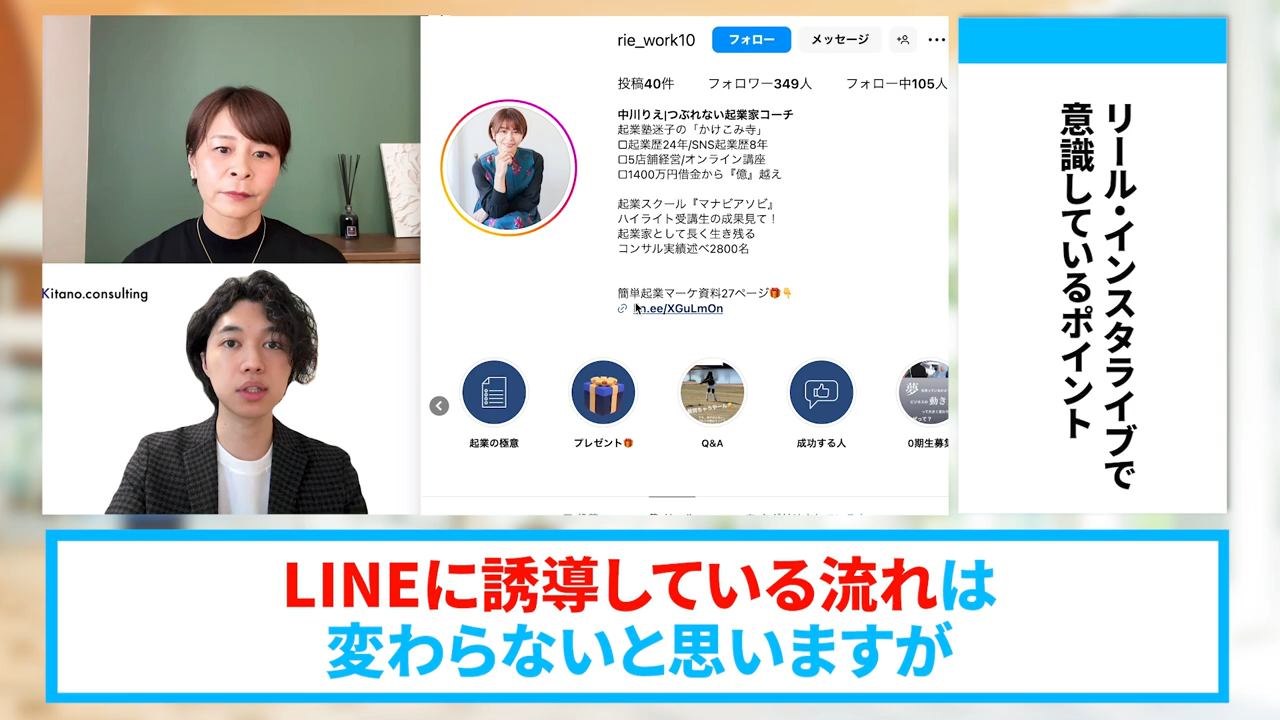 Kitano.consulting
rie_work10
フォロー
メッセージ
投稿40件 フォロワー349人 フォロー中105人
中川りえ|つぶれない起業家コーチ
起業塾迷子の「かけこみ寺」
□起業歴24年/SNS起業歴8年
□5店舗経営/オンライン講座
□1400万円借金から『億』越え
起業スクール『マナビアソビ』
ハイライト受講生の成果見て！
起業家として長く生き残る
コンサル実績述べ2800名
簡単起業マーケ資料27ページ🎁👇
n.ee/XGuLmOn
起業の極意
プレゼント🎁
Q&A
成功する人
0期生募
リール・インスタライブで
意識しているポイント
LINEに誘導している流れは
変わらないと思いますが